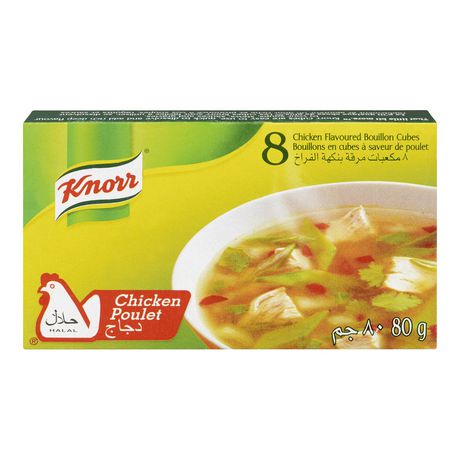 8
Chicken Flavoured Bouillon Cubes
Bouillons en cubes à saveur de poulet
٨ مكعبات مرقة بنكهة الفراخ
Knorr®
حلال
HALAL
®
Chicken
Poulet
دجاج
٨٠ جم 80 g